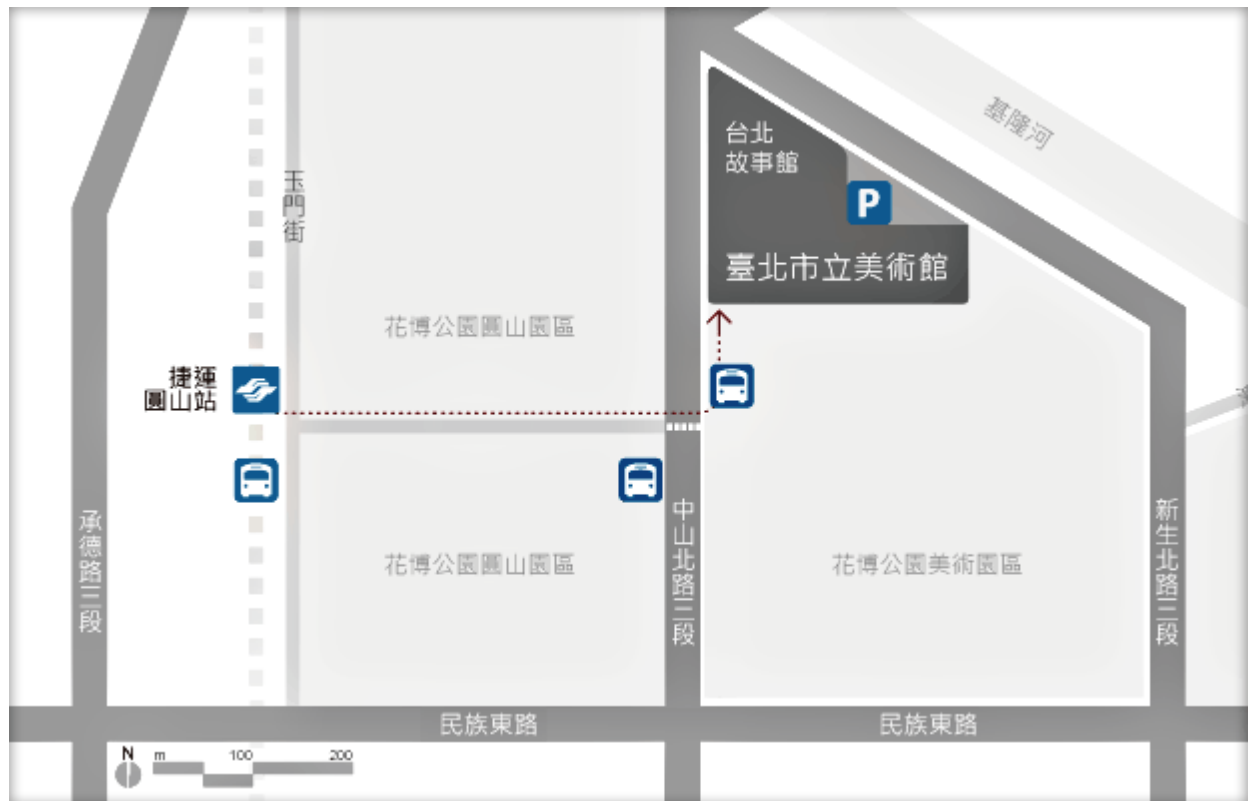 基隆河
台北
故事館
P
臺北市立美術館
玉門街
花博公園圓山園區
捷運
圓山站
承德路三段
花博公園圓山園區
中山北路三段
花博公園美術園區
新生北路三段
民族東路
民族東路
N
m 100 200